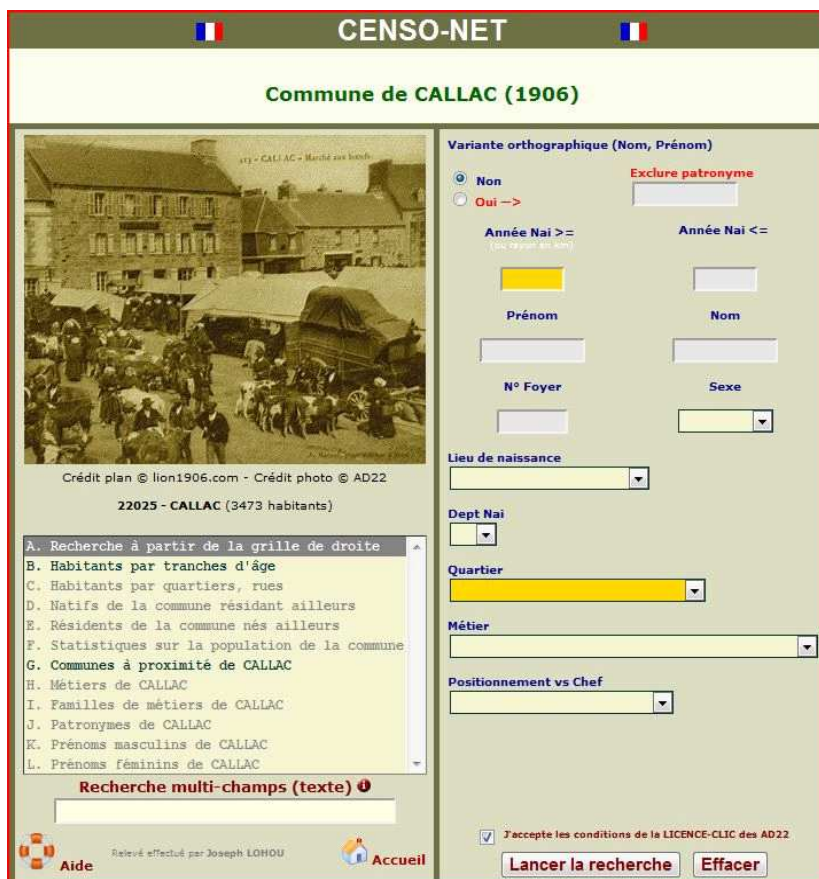 CENSO-NET
Commune de CALLAC (1906)
213 - CALLAC - Marché aux bœufs
Crédit plan © lion1906.com - Crédit photo © AD22
22025 - CALLAC (3473 habitants)
A. Recherche à partir de la grille de droite
B. Habitants par tranches d'âge
C. Habitants par quartiers, rues
D. Natifs de la commune résidant ailleurs
E. Résidents de la commune nés ailleurs
F. Statistiques sur la population de la commune
G. Communes à proximité de CALLAC
H. Métiers de CALLAC
I. Familles de métiers de CALLAC
J. Patronymes de CALLAC
K. Prénoms masculins de CALLAC
L. Prénoms féminins de CALLAC
Recherche multi-champs (texte)
Aide
Relevé effectué par Joseph LOHOU
Accueil
Variante orthographique (Nom, Prénom)
Non
Oui -->
Exclure patronyme
Année Nai >=
(ou rayon en km)
Année Nai <=
Prénom
Nom
N° Foyer
Sexe
Lieu de naissance
Dept Nai
Quartier
Métier
Positionnement vs Chef
J'accepte les conditions de la LICENCE-CLIC des AD22
Lancer la recherche
Effacer